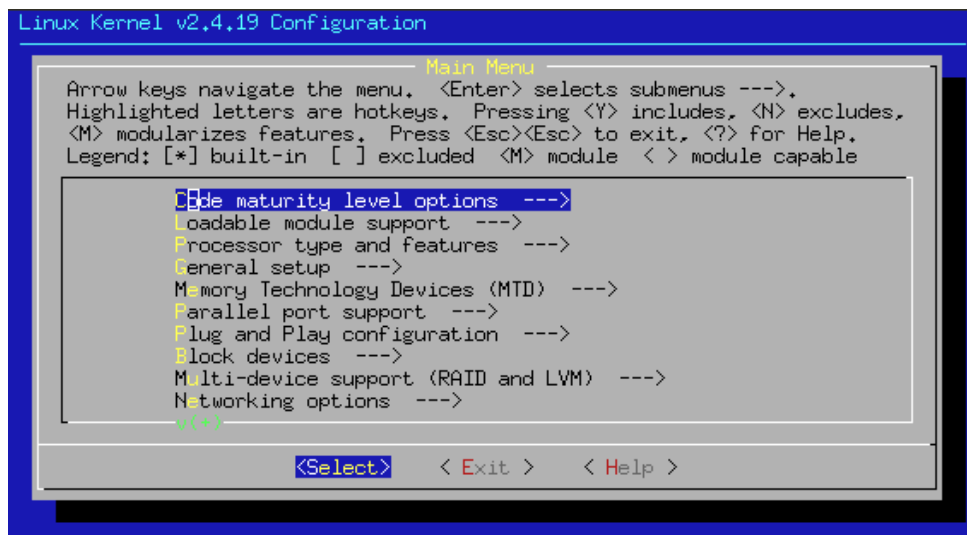 Linux Kernel v2.4.19 Configuration
Main Menu
Arrow keys navigate the menu. <Enter> selects submenus --->.
Highlighted letters are hotkeys. Pressing <Y> includes, <N> excludes,
<M> modularizes features. Press <Esc><Esc> to exit, <?> for Help.
Legend: [*] built-in [ ] excluded <M> module < > module capable
Code maturity level options --->
Loadable module support --->
Processor type and features --->
General setup --->
Memory Technology Devices (MTD) --->
Parallel port support --->
Plug and Play configuration --->
Block devices --->
Multi-device support (RAID and LVM) --->
Networking options --->
v(+)
<Select> < Exit > < Help >